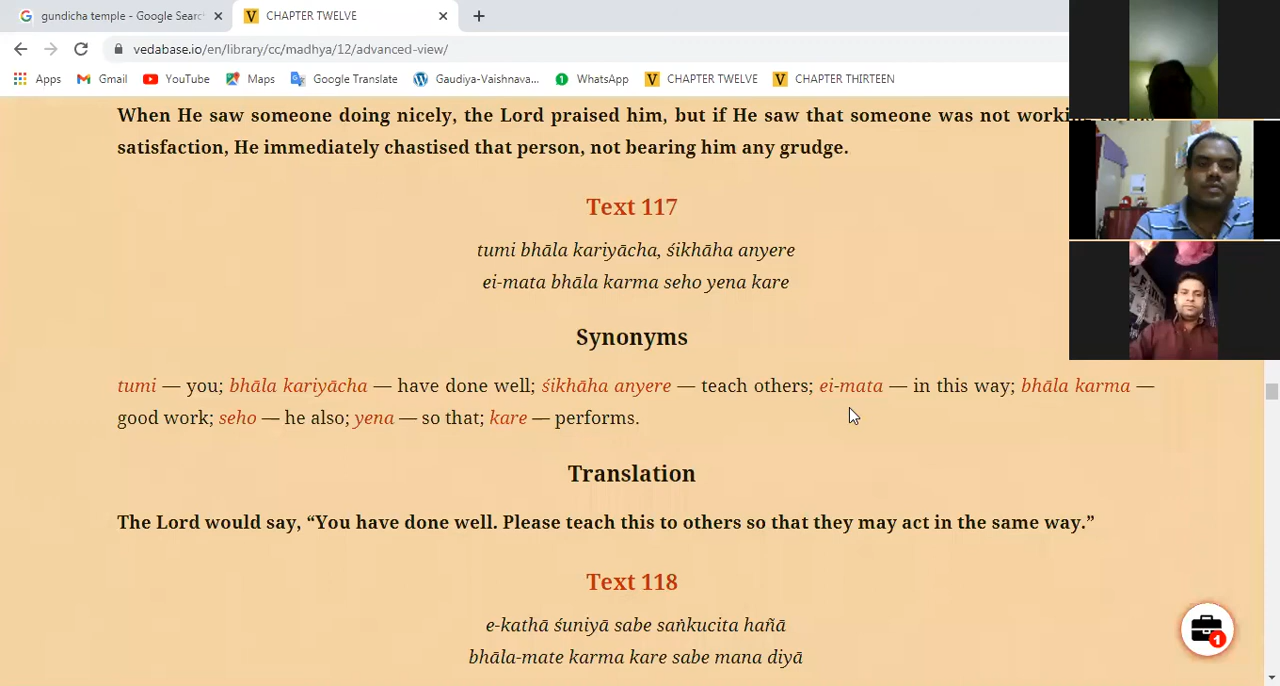 gundicha temple - Google Searc
CHAPTER TWELVE
vedabase.io/en/library/cc/madhya/12/advanced-view/
Apps Gmail YouTube Maps Google Translate Gaudiya-Vaishnava... WhatsApp CHAPTER TWELVE CHAPTER THIRTEEN
When He saw someone doing nicely, the Lord praised him, but if He saw that someone was not
satisfaction, He immediately chastised that person, not bearing him any grudge.
Text 117
tumi bhāla kariyācha, śikhāha anyere
ei-mata bhāla karma seho yena kare
Synonyms
tumi — you; bhāla kariyācha — have done well; śikhāha anyere — teach others; ei-mata — in this way; bhāla karma —
good work; seho — he also; yena — so that; kare — performs.
Translation
The Lord would say, “You have done well. Please teach this to others so that they may act in the same way.”
Text 118
e-kathā śuniyā sabe saṅkucita hañā
bhāla-mate karma kare sabe mana diyā
1